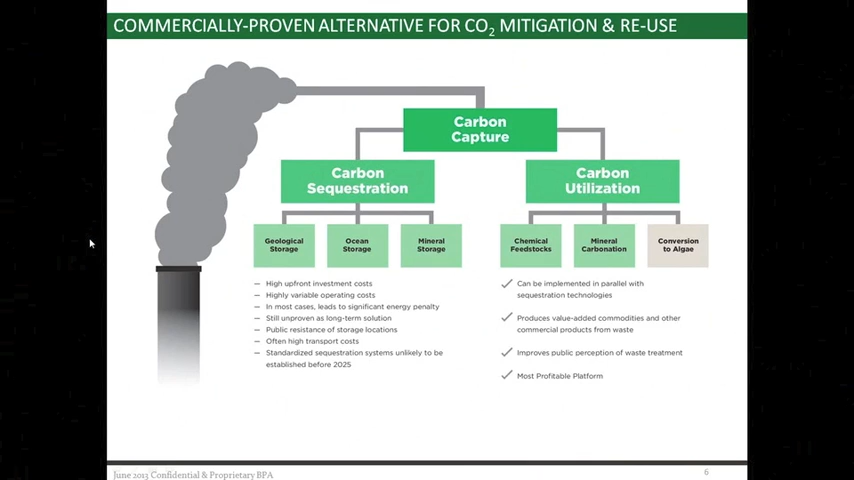 COMMERCIALLY-PROVEN ALTERNATIVE FOR CO2 MITIGATION & RE-USE
Carbon
Capture
Carbon
Sequestration
Carbon
Utilization
Geological
Storage
Ocean
Storage
Mineral
Storage
Chemical
Feedstocks
Mineral
Carbonation
Conversion
to Algae
– High upfront investment costs
– Highly variable operating costs
– In most cases, leads to significant energy penalty
– Still unproven as long-term solution
– Public resistance of storage locations
– Often high transport costs
– Standardized sequestration systems unlikely to be
established before 2025
✓ Can be implemented in parallel with
sequestration technologies
✓ Produces value-added commodities and other
commercial products from waste
✓ Improves public perception of waste treatment
✓ Most Profitable Platform
June 2013 Confidential & Proprietary BPA
6